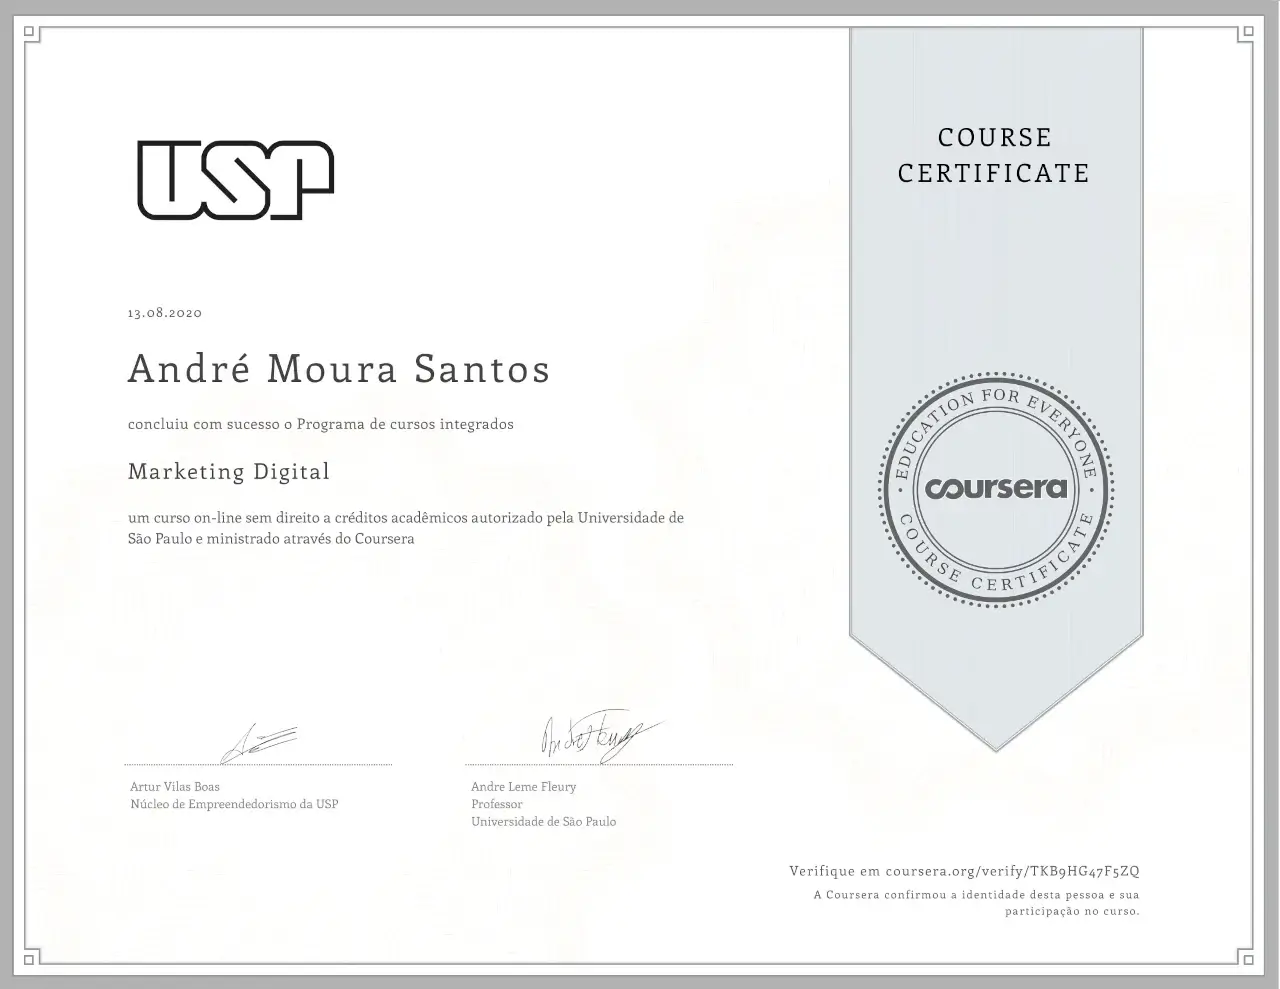 USP
COURSE
CERTIFICATE
13.08.2020
André Moura Santos
concluiu com sucesso o Programa de cursos integrados
Marketing Digital
um curso on-line sem direito a créditos acadêmicos autorizado pela Universidade de
São Paulo e ministrado através do Coursera
EDUCATION FOR EVERYONE
coursera
COURSE CERTIFICATE
Artur Vilas Boas
Núcleo de Empreendedorismo da USP
Andre Leme Fleury
Professor
Universidade de São Paulo
Verifique em coursera.org/verify/TKB9HG47F5ZQ
A Coursera confirmou a identidade desta pessoa e sua
participação no curso.